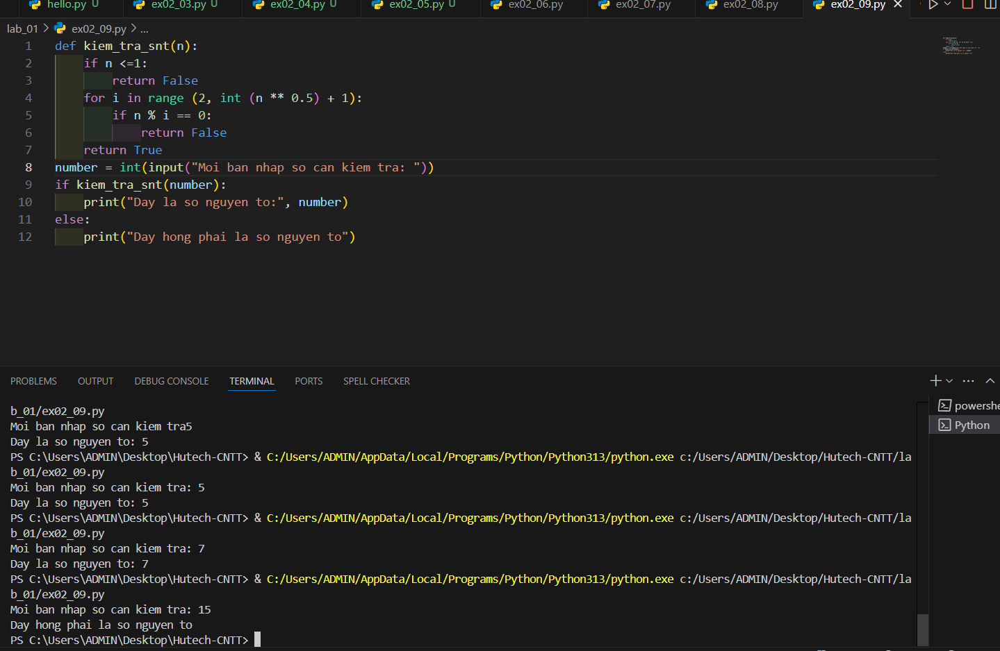 hello.py U ex02_03.py U ex02_04.py U ex02_05.py U ex02_06.py ex02_07.py ex02_08.py ex02_09.py
lab_01 > ex02_09.py > ...
1 def kiem_tra_snt(n):
2 if n <=1:
3 return False
4 for i in range (2, int (n ** 0.5) + 1):
5 if n % i == 0:
6 return False
7 return True
8 number = int(input("Moi ban nhap so can kiem tra: "))
9 if kiem_tra_snt(number):
10 print("Day la so nguyen to:", number)
11 else:
12 print("Day hong phai la so nguyen to")
PROBLEMS OUTPUT DEBUG CONSOLE TERMINAL PORTS SPELL CHECKER
b_01/ex02_09.py
Moi ban nhap so can kiem tra5
Day la so nguyen to: 5
PS C:\Users\ADMIN\Desktop\Hutech-CNTT> & C:/Users/ADMIN/AppData/Local/Programs/Python/Python313/python.exe c:/Users/ADMIN/Desktop/Hutech-CNTT/la
b_01/ex02_09.py
Moi ban nhap so can kiem tra: 5
Day la so nguyen to: 5
PS C:\Users\ADMIN\Desktop\Hutech-CNTT> & C:/Users/ADMIN/AppData/Local/Programs/Python/Python313/python.exe c:/Users/ADMIN/Desktop/Hutech-CNTT/la
b_01/ex02_09.py
Moi ban nhap so can kiem tra: 7
Day la so nguyen to: 7
PS C:\Users\ADMIN\Desktop\Hutech-CNTT> & C:/Users/ADMIN/AppData/Local/Programs/Python/Python313/python.exe c:/Users/ADMIN/Desktop/Hutech-CNTT/la
b_01/ex02_09.py
Moi ban nhap so can kiem tra: 15
Day hong phai la so nguyen to
PS C:\Users\ADMIN\Desktop\Hutech-CNTT>
powershe
Python